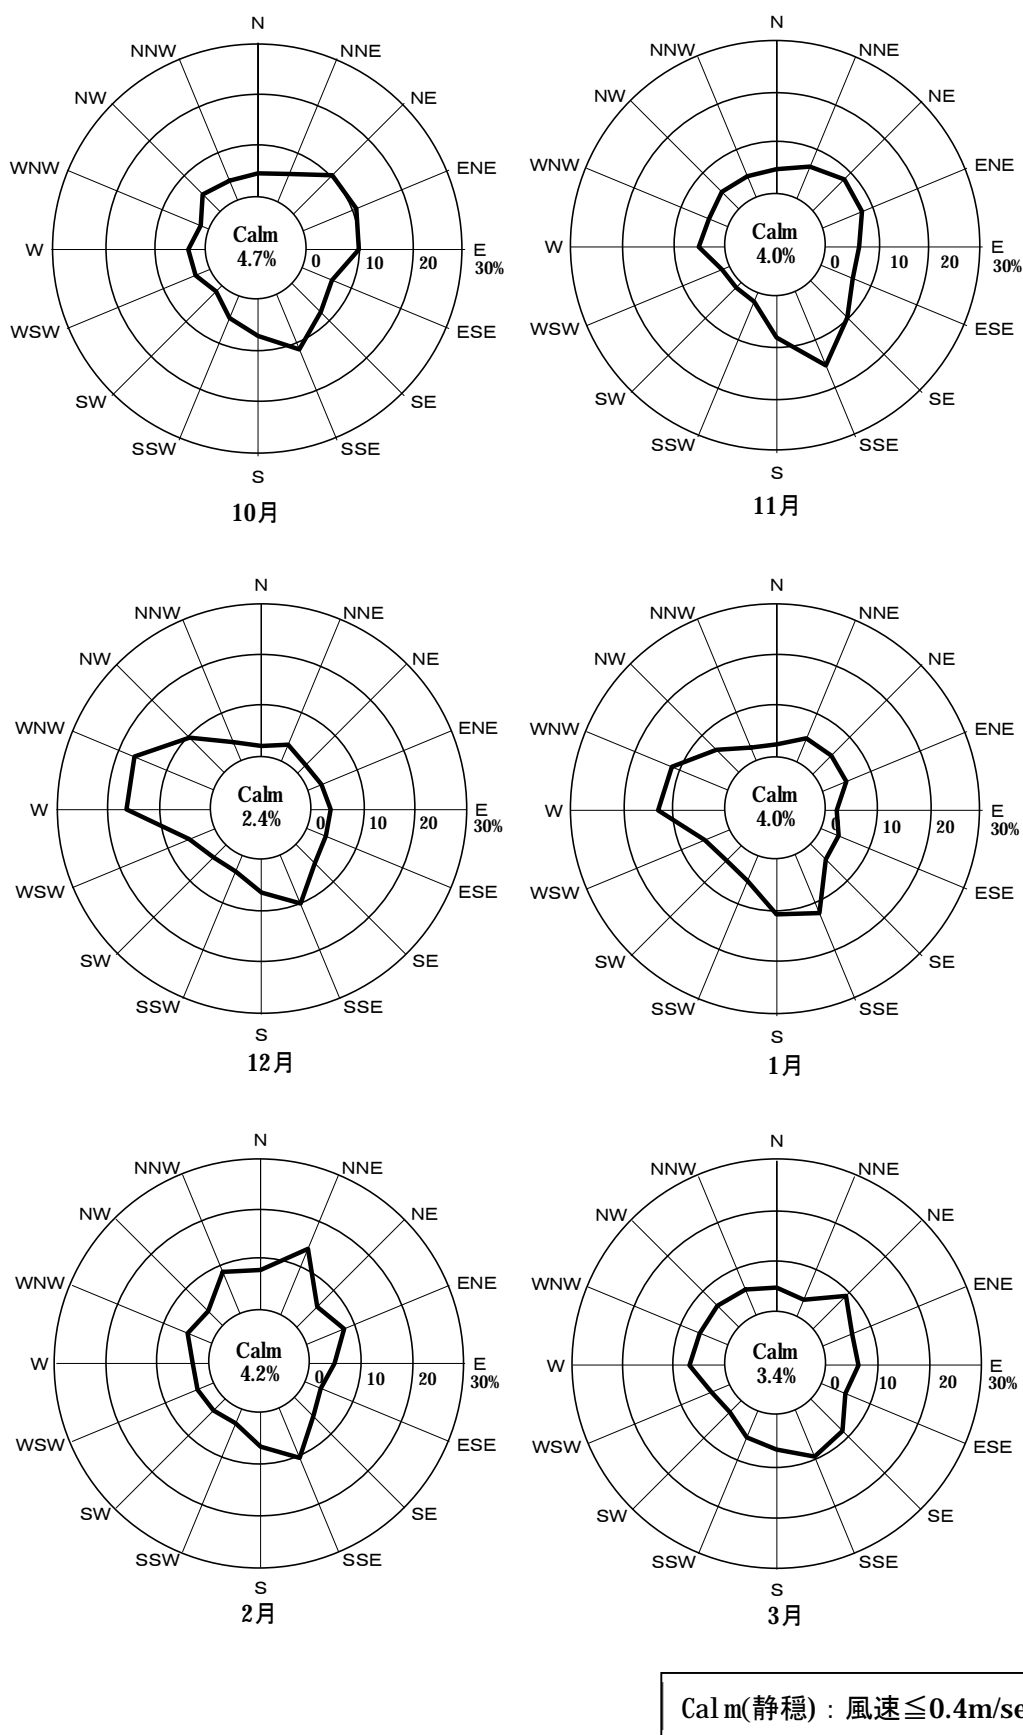 N
NNW NNE
NW NE
WNW ENE
Calm
4.7%
W 0 10 20 E
30%
WSW ESE
SW SE
SSW SSE
S
10月
N
NNW NNE
NW NE
WNW ENE
Calm
4.0%
W 0 10 20 E
30%
WSW ESE
SW SE
SSW SSE
S
11月
N
NNW NNE
NW NE
WNW ENE
Calm
2.4%
W 0 10 20 E
30%
WSW ESE
SW SE
SSW SSE
S
12月
N
NNW NNE
NW NE
WNW ENE
Calm
4.0%
W 0 10 20 E
30%
WSW ESE
SW SE
SSW SSE
S
1月
N
NNW NNE
NW NE
WNW ENE
Calm
4.2%
W 0 10 20 E
30%
WSW ESE
SW SE
SSW SSE
S
2月
N
NNW NNE
NW NE
WNW ENE
Calm
3.4%
W 0 10 20 E
30%
WSW ESE
SW SE
SSW SSE
S
3月
Calm(静穏)：風速≦0.4m/se